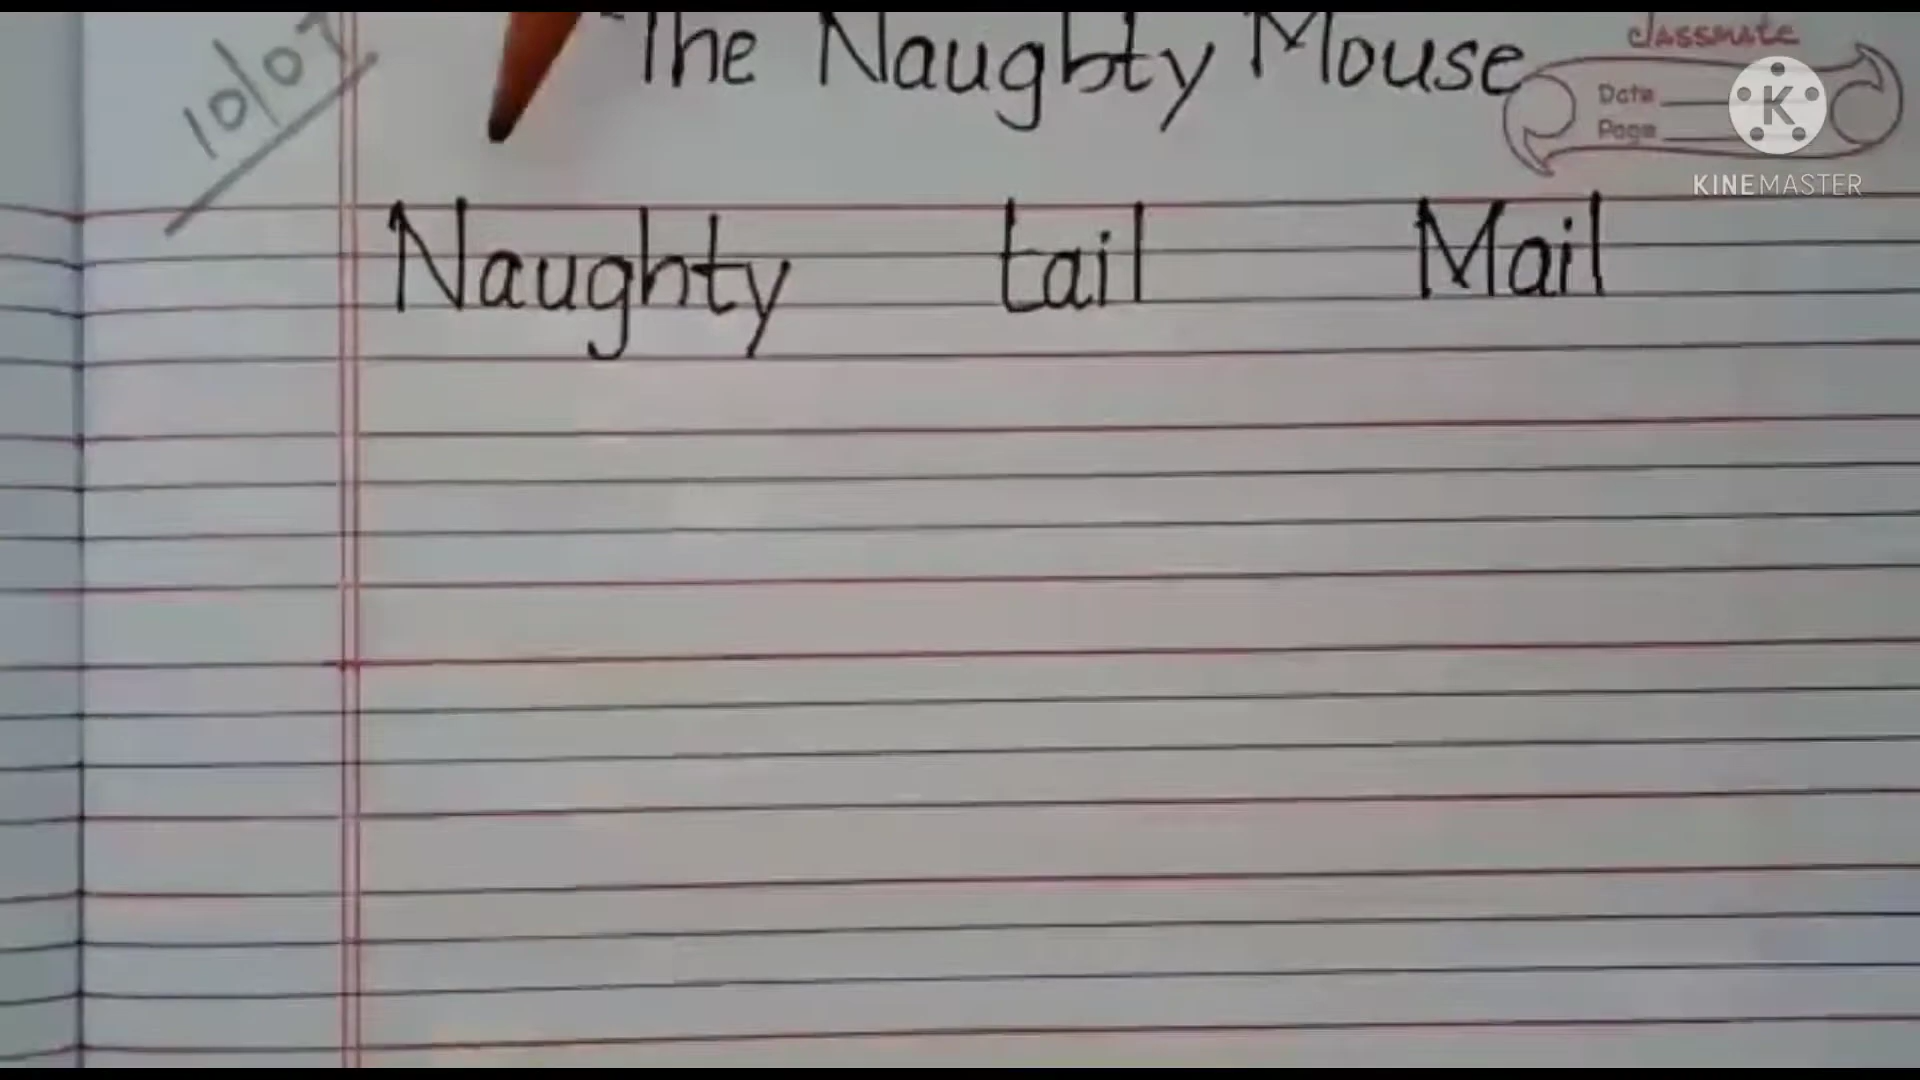 10/07
The Naughty Mouse
classmate
Date
Page
KINEMASTER
Naughty tail Mail